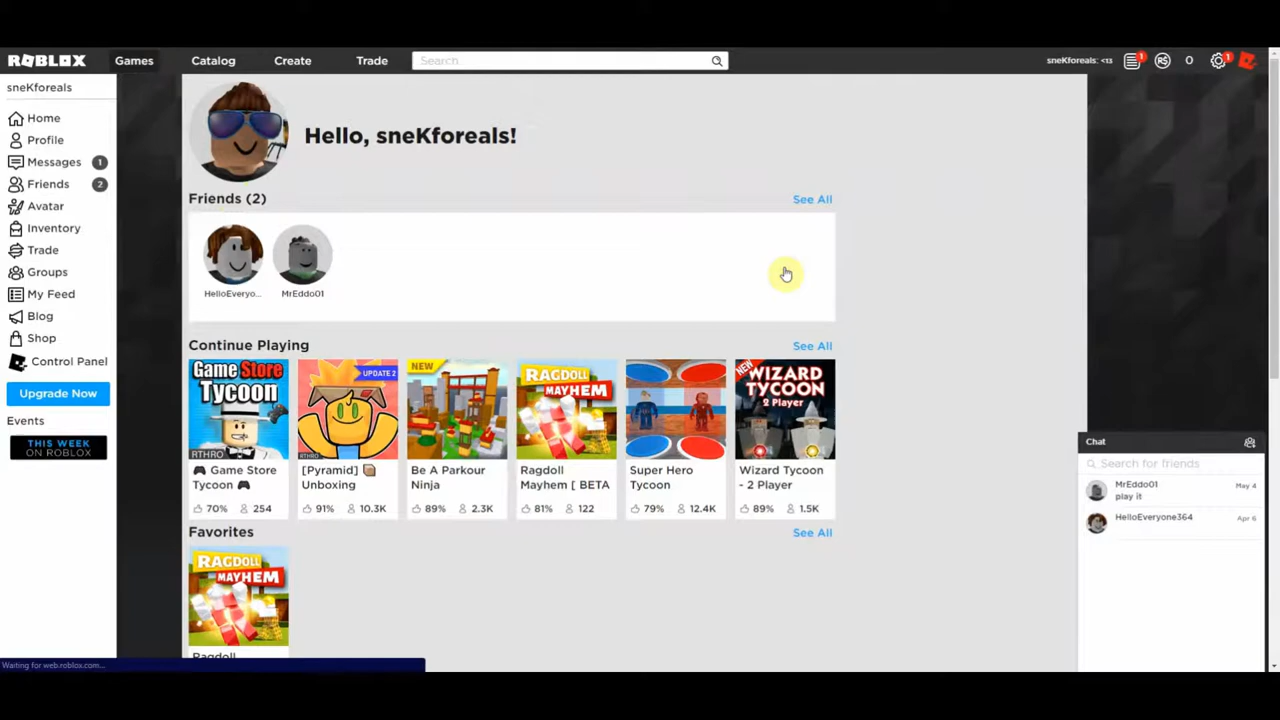 ROBLOX
Games
Catalog
Create
Trade
Search
sneKforeals: <13
1
0
1
sneKforeals
Home
Profile
Messages 1
Friends 2
Avatar
Inventory
Trade
Groups
My Feed
Blog
Shop
Control Panel
Upgrade Now
Events
THIS WEEK
ON ROBLOX
Hello, sneKforeals!
Friends (2)
See All
HelloEveryo...
MrEddo01
Continue Playing
See All
Game Store
Tycoon
RTHRO
🎮 Game Store
Tycoon 🎮
70% 254
UPDATE 2
RTHRO
[Pyramid]
Unboxing
91% 10.3K
NEW
Be A Parkour
Ninja
89% 2.3K
RAGDOLL
MAYHEM
Ragdoll
Mayhem [ BETA
81% 122
Super Hero
Tycoon
79% 12.4K
NEW
WIZARD
TYCOON
2 PLAYER
Wizard Tycoon
- 2 Player
89% 1.5K
Favorites
See All
RAGDOLL
MAYHEM
Ragdoll
Chat
Search for friends
MrEddo01 May 4
play it
HelloEveryone364 Apr 6
Waiting for web.roblox.com...